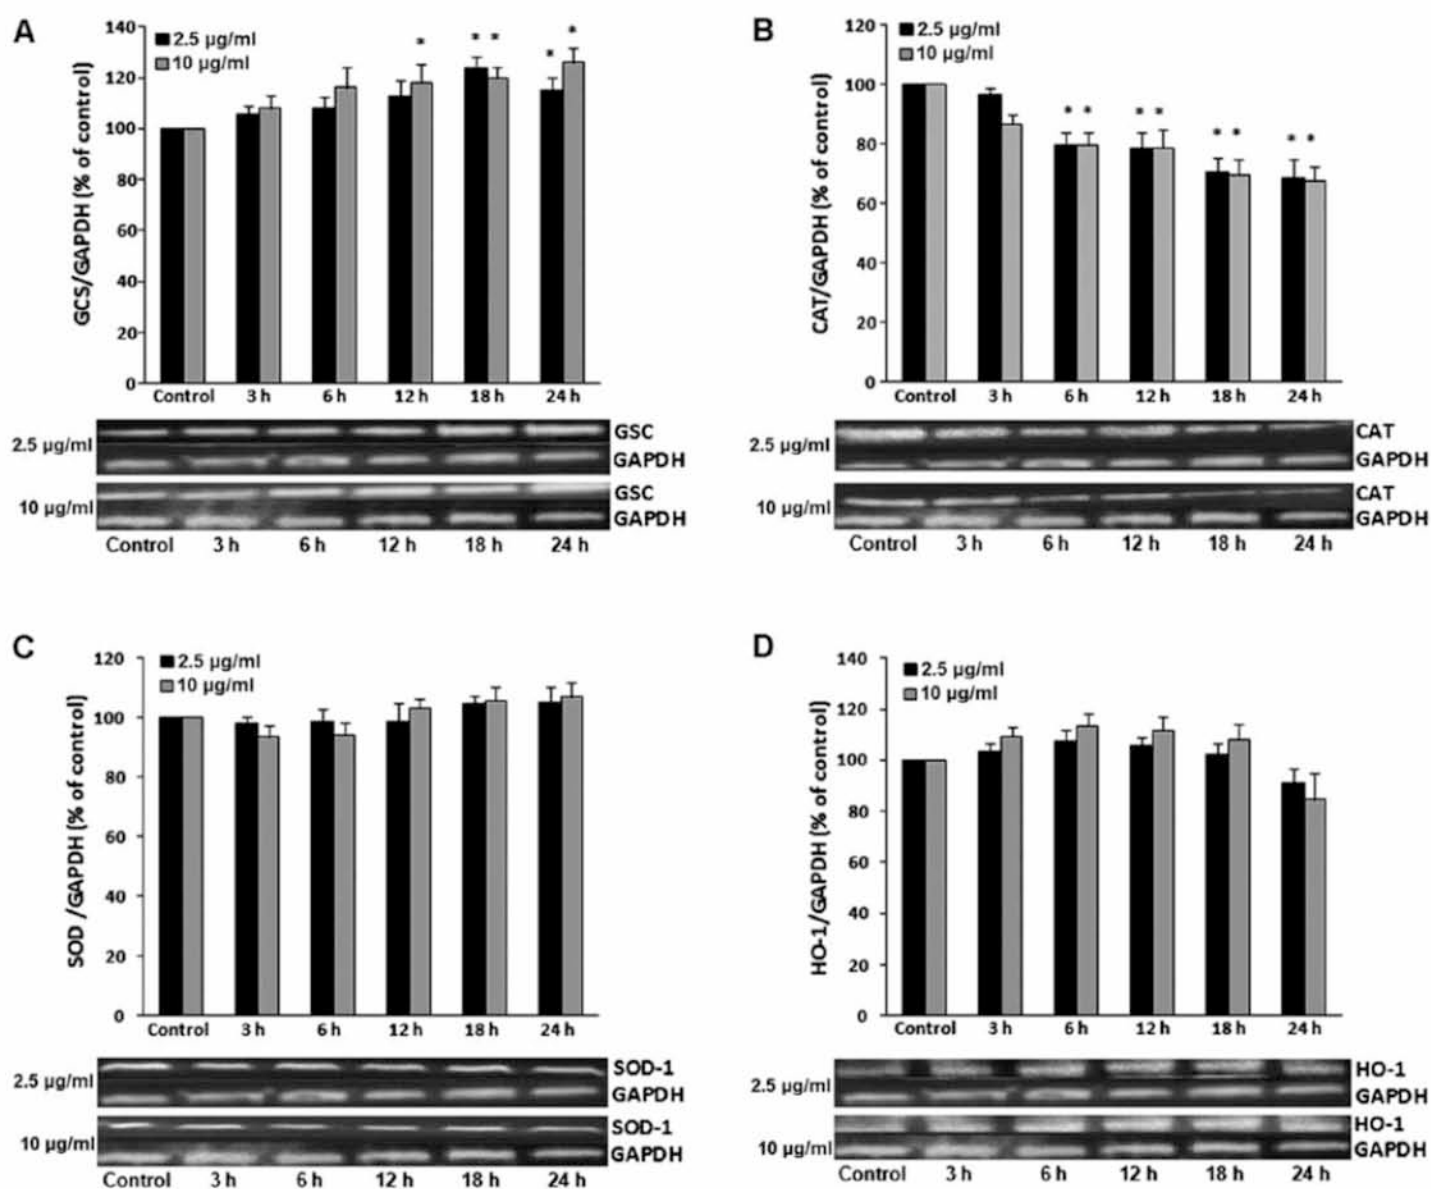 A
GCS/GAPDH (% of control)
140
120
100
80
60
40
20
0
2.5 µg/ml
10 µg/ml
*
* *
*
*
Control 3 h 6 h 12 h 18 h 24 h
2.5 µg/ml GSC
GAPDH
10 µg/ml GSC
GAPDH
Control 3 h 6 h 12 h 18 h 24 h
B
CAT/GAPDH (% of control)
120
100
80
60
40
20
0
2.5 µg/ml
10 µg/ml
* *
* *
* *
* *
Control 3 h 6 h 12 h 18 h 24 h
2.5 µg/ml CAT
GAPDH
10 µg/ml CAT
GAPDH
Control 3 h 6 h 12 h 18 h 24 h
C
SOD /GAPDH (% of control)
120
100
80
60
40
20
0
2.5 µg/ml
10 µg/ml
Control 3 h 6 h 12 h 18 h 24 h
2.5 µg/ml SOD-1
GAPDH
10 µg/ml SOD-1
GAPDH
Control 3 h 6 h 12 h 18 h 24 h
D
HO-1/GAPDH (% of control)
140
120
100
80
60
40
20
0
2.5 µg/ml
10 µg/ml
Control 3 h 6 h 12 h 18 h 24 h
2.5 µg/ml HO-1
GAPDH
10 µg/ml HO-1
GAPDH
Control 3 h 6 h 12 h 18 h 24 h